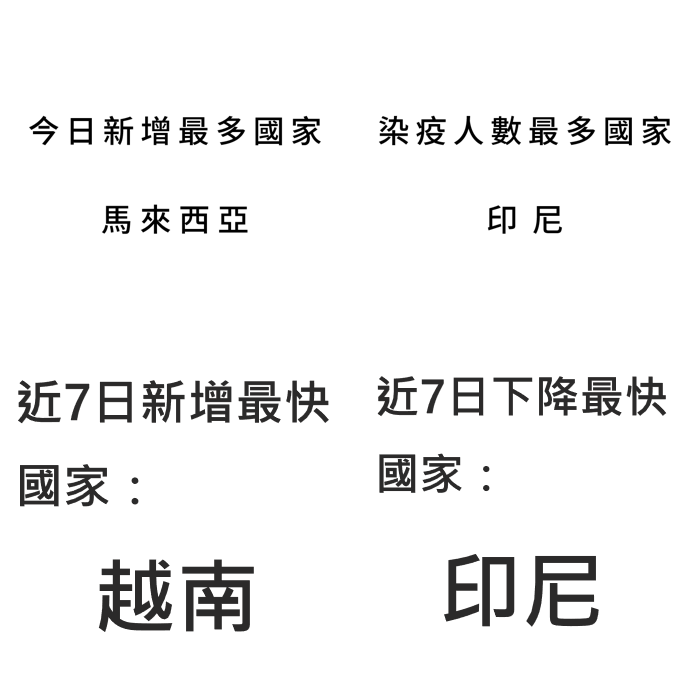 今日新增最多國家
馬來西亞
染疫人數最多國家
印尼
近7日新增最快
國家：
越南
近7日下降最快
國家：
印尼